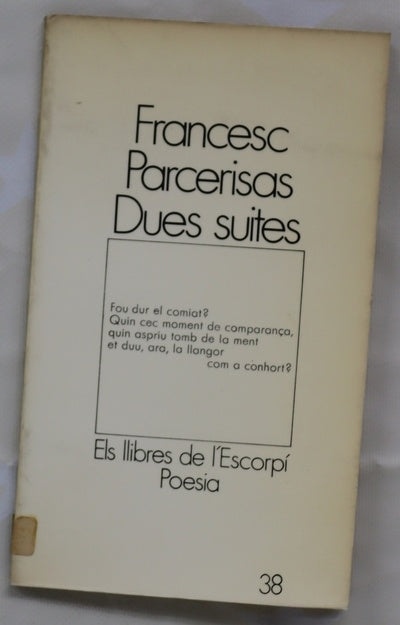 Francesc
Parcerisas
Dues suites
Fou dur el comiat?
Quin cec moment de comparança,
quin aspriu tomb de la ment
et duu, ara, la llangor
com a conhort?
Els llibres de l'Escorpí
Poesia
38